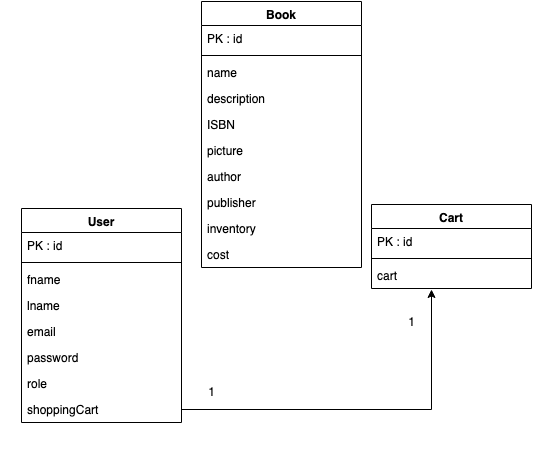 Book
PK : id
name
description
ISBN
picture
author
publisher
inventory
cost
User
PK : id
fname
lname
email
password
role
shoppingCart
Cart
PK : id
cart
1
1